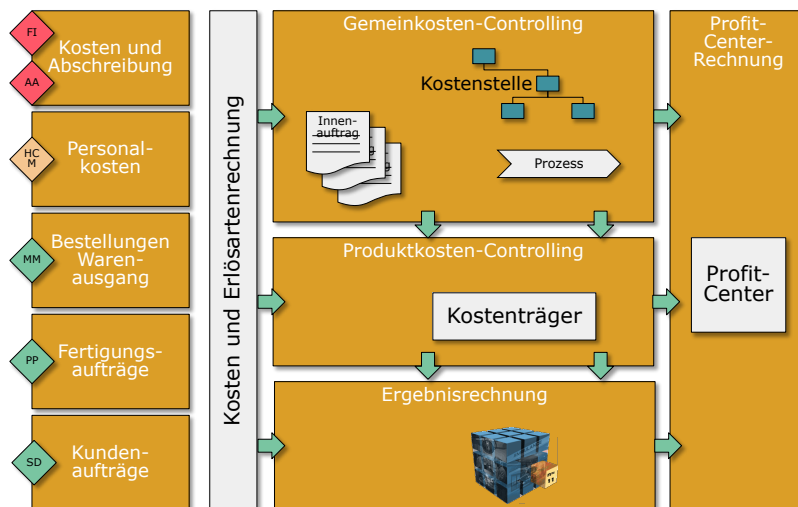 FI
AA
Kosten und
Abschreibung
HC
M
Personal-
kosten
MM
Bestellungen
Waren-
ausgang
PP
Fertigungs-
aufträge
SD
Kunden-
aufträge
Kosten und Erlösartenrechnung
Gemeinkosten-Controlling
Kostenstelle
Innen-
auftrag
Prozess
Produktkosten-Controlling
Kostenträger
Ergebnisrechnung
Profit-
Center-
Rechnung
Profit-
Center